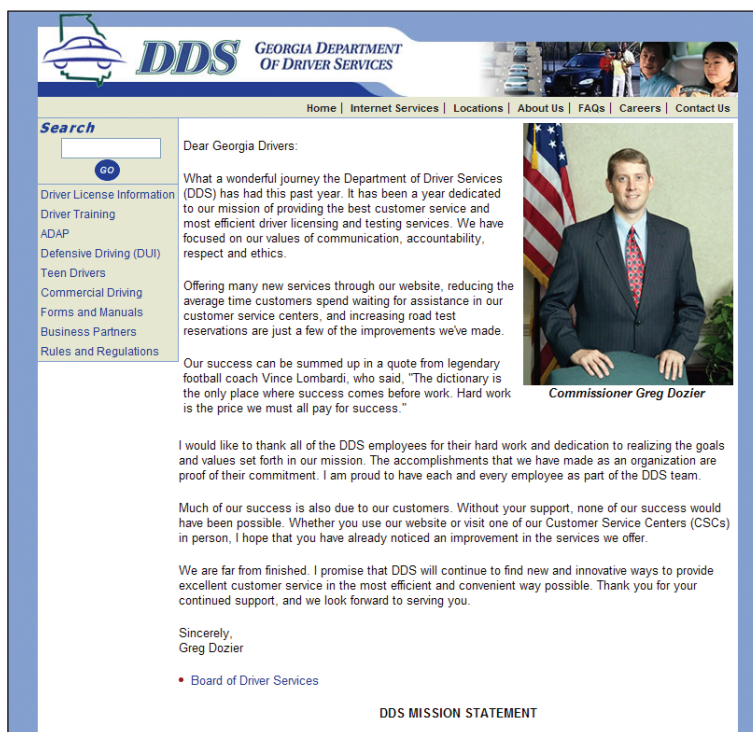 DDS GEORGIA DEPARTMENT
OF DRIVER SERVICES
Home | Internet Services | Locations | About Us | FAQs | Careers | Contact Us
Search
GO
Driver License Information
Driver Training
ADAP
Defensive Driving (DUI)
Teen Drivers
Commercial Driving
Forms and Manuals
Business Partners
Rules and Regulations
Dear Georgia Drivers:
What a wonderful journey the Department of Driver Services
(DDS) has had this past year. It has been a year dedicated
to our mission of providing the best customer service and
most efficient driver licensing and testing services. We have
focused on our values of communication, accountability,
respect and ethics.
Offering many new services through our website, reducing the
average time customers spend waiting for assistance in our
customer service centers, and increasing road test
reservations are just a few of the improvements we've made.
Our success can be summed up in a quote from legendary
football coach Vince Lombardi, who said, "The dictionary is
the only place where success comes before work. Hard work
is the price we must all pay for success."
Commissioner Greg Dozier
I would like to thank all of the DDS employees for their hard work and dedication to realizing the goals
and values set forth in our mission. The accomplishments that we have made as an organization are
proof of their commitment. I am proud to have each and every employee as part of the DDS team.
Much of our success is also due to our customers. Without your support, none of our success would
have been possible. Whether you use our website or visit one of our Customer Service Centers (CSCs)
in person, I hope that you have already noticed an improvement in the services we offer.
We are far from finished. I promise that DDS will continue to find new and innovative ways to provide
excellent customer service in the most efficient and convenient way possible. Thank you for your
continued support, and we look forward to serving you.
Sincerely,
Greg Dozier
• Board of Driver Services
DDS MISSION STATEMENT